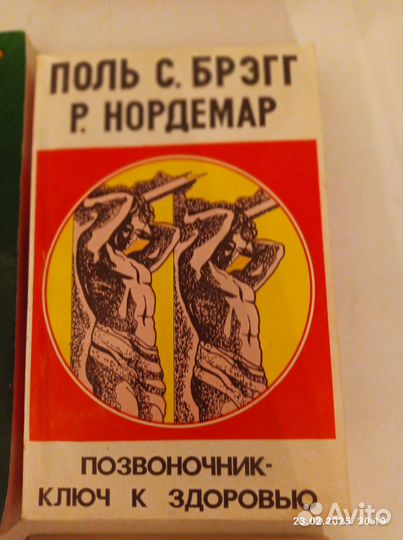 ПОЛЬ С. БРЭГГ
Р. НОРДЕМАР
ПОЗВОНОЧНИК-
КЛЮЧ К ЗДОРОВЬЮ
Avito
23.02.2025 20:19